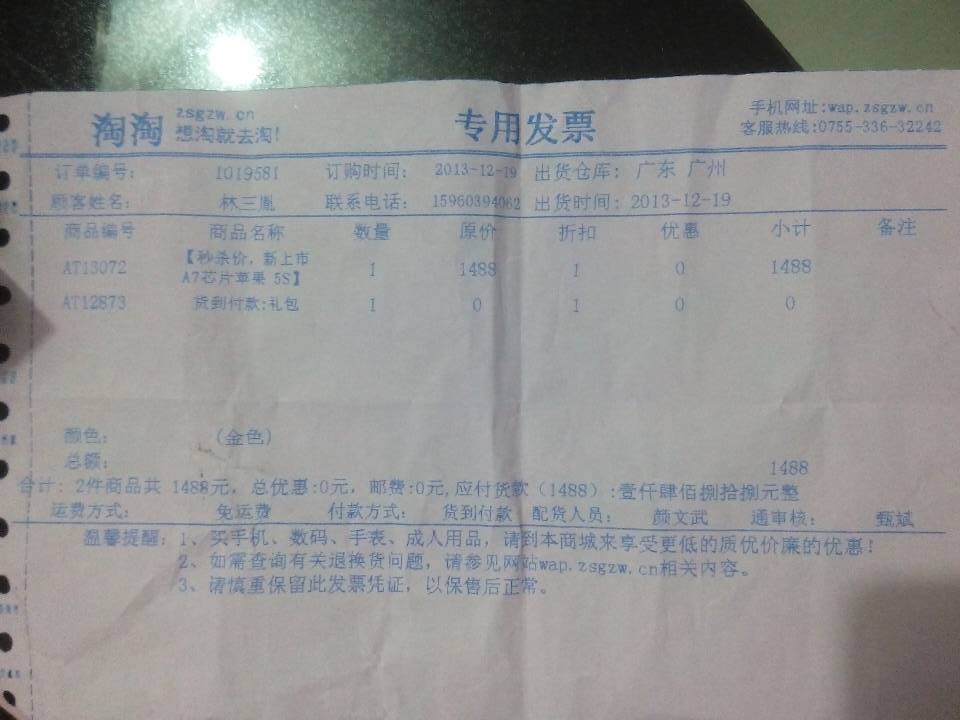 淘淘 zsgzw.cn 想淘就去淘! 专用发票 手机网址:wap.zsgzw.cn
客服热线:0755-336-32242
订单编号: 1019581 订购时间: 2013-12-19 出货仓库: 广东 广州
顾客姓名: 林三胤 联系电话: 15960394062 出货时间: 2013-12-19
商品编号 商品名称 数量 原价 折扣 优惠 小计 备注
AT13072 【秒杀价，新上市A7芯片苹果 5S】 1 1488 1 0 1488
AT12873 货到付款:礼包 1 0 1 0 0
颜色: (金色)
总额: 1488
合计: 2件商品共 1488元，总优惠:0元，邮费:0元,应付货款（1488）:壹仟肆佰捌拾捌元整
运费方式: 免运费 付款方式: 货到付款 配货人员: 颜文武 通审核: 甄斌
温馨提醒: 1、买手机、数码、手表、成人用品，请到本商城来享受更低的质优价廉的优惠!
2、如需查询有关退换货问题，请参见网站wap.zsgzw.cn相关内容。
3、请慎重保留此发票凭证，以保售后正常。